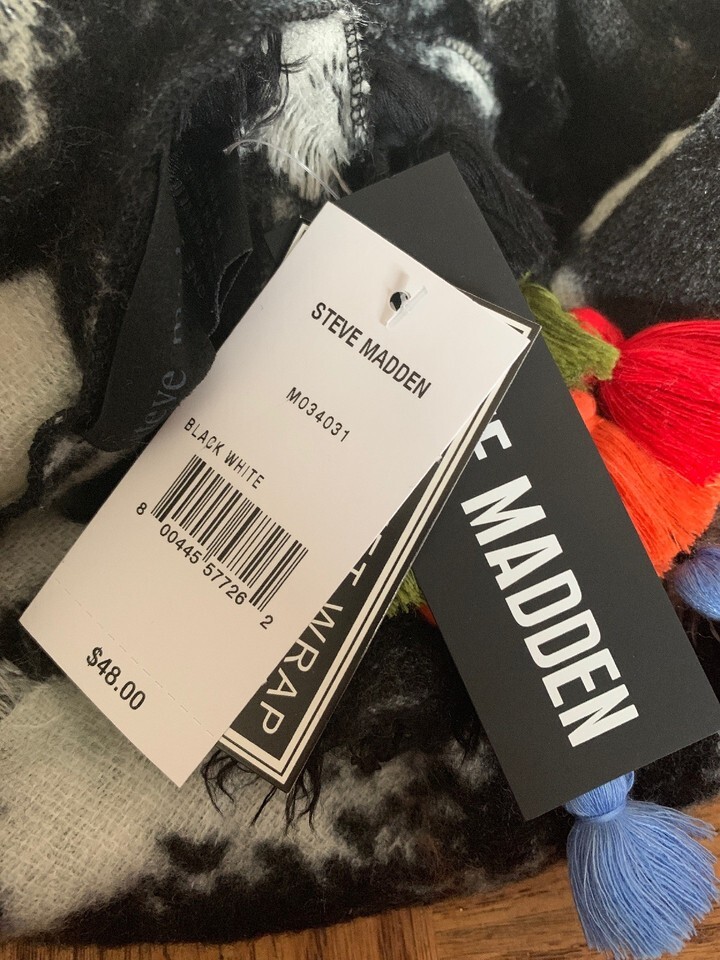 STEVE MADDEN
M034031
BLACK WHITE
8 00445 57726 2
$48.00
WRAP
MADDEN